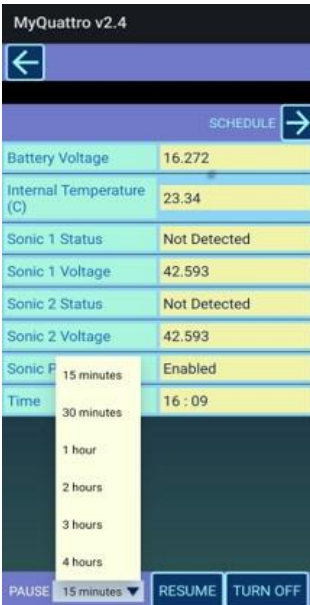 MyQuattro v2.4
SCHEDULE
Battery Voltage 16.272
Internal Temperature
(C) 23.34
Sonic 1 Status Not Detected
Sonic 1 Voltage 42.593
Sonic 2 Status Not Detected
Sonic 2 Voltage 42.593
Sonic Enabled
Time 16 : 09
15 minutes
30 minutes
1 hour
2 hours
3 hours
4 hours
PAUSE 15 minutes RESUME TURN OFF